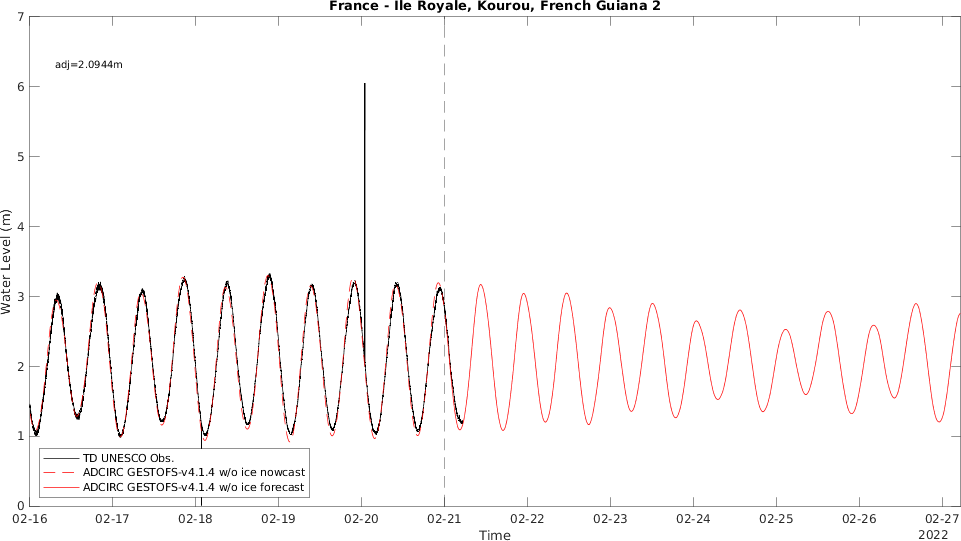 France - Ile Royale, Kourou, French Guiana 2
7
adj=2.0944m
6
5
4
3
2
1
0
Water Level (m)
TD UNESCO Obs.
ADCIRC GESTOFS-v4.1.4 w/o ice nowcast
ADCIRC GESTOFS-v4.1.4 w/o ice forecast
02-16 02-17 02-18 02-19 02-20 02-21 02-22 02-23 02-24 02-25 02-26 02-27
Time
2022